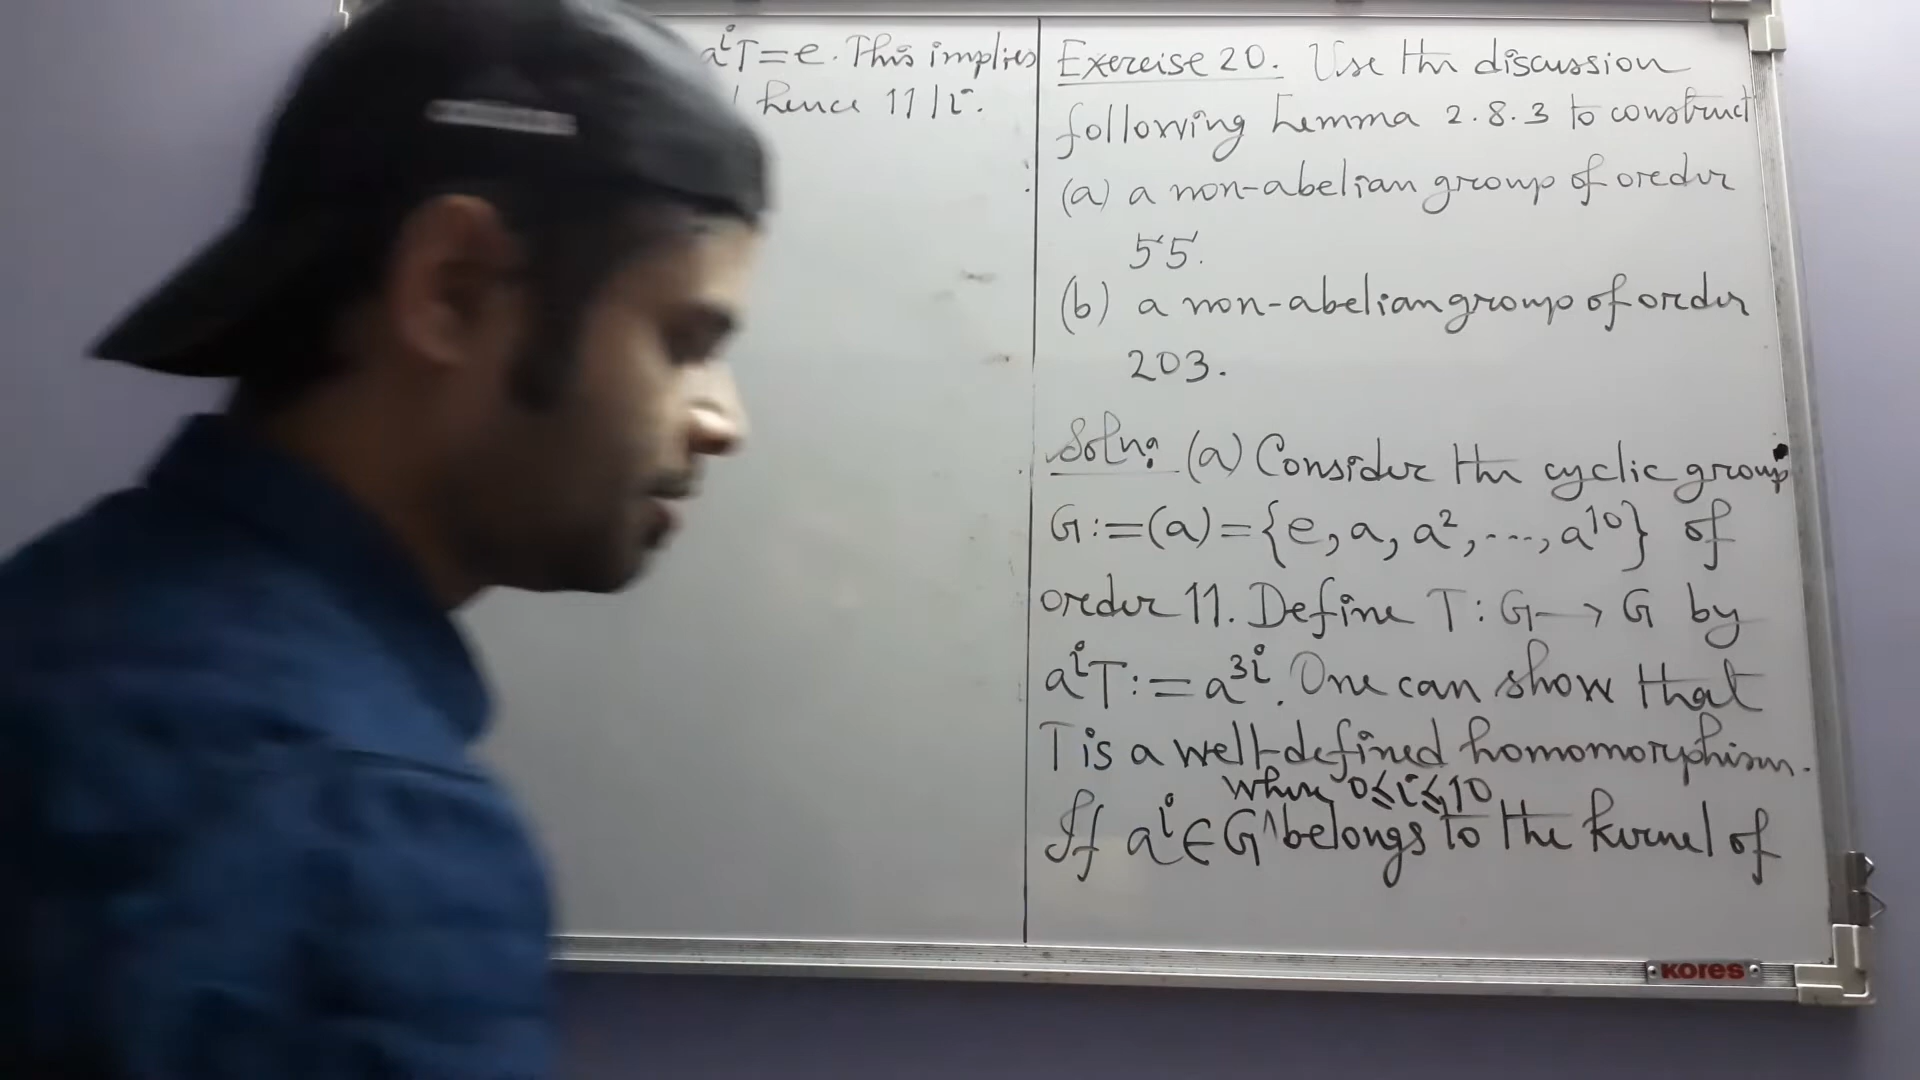 aⁱT=e. This implies
hence 11|i.
Exercise 20. Use the discussion
following Lemma 2.8.3 to construct
(a) a non-abelian group of order
55.
(b) a non-abelian group of order
203.
Soln: (a) Consider the cyclic group
G:=(a)={e, a, a², ..., a¹⁰} of
order 11. Define T: G→G by
aⁱT:=a³ⁱ. One can show that
T is a well-defined homomorphism.
where 0≤i≤10
If aⁱ∈G^belongs to the kernel of
KORES